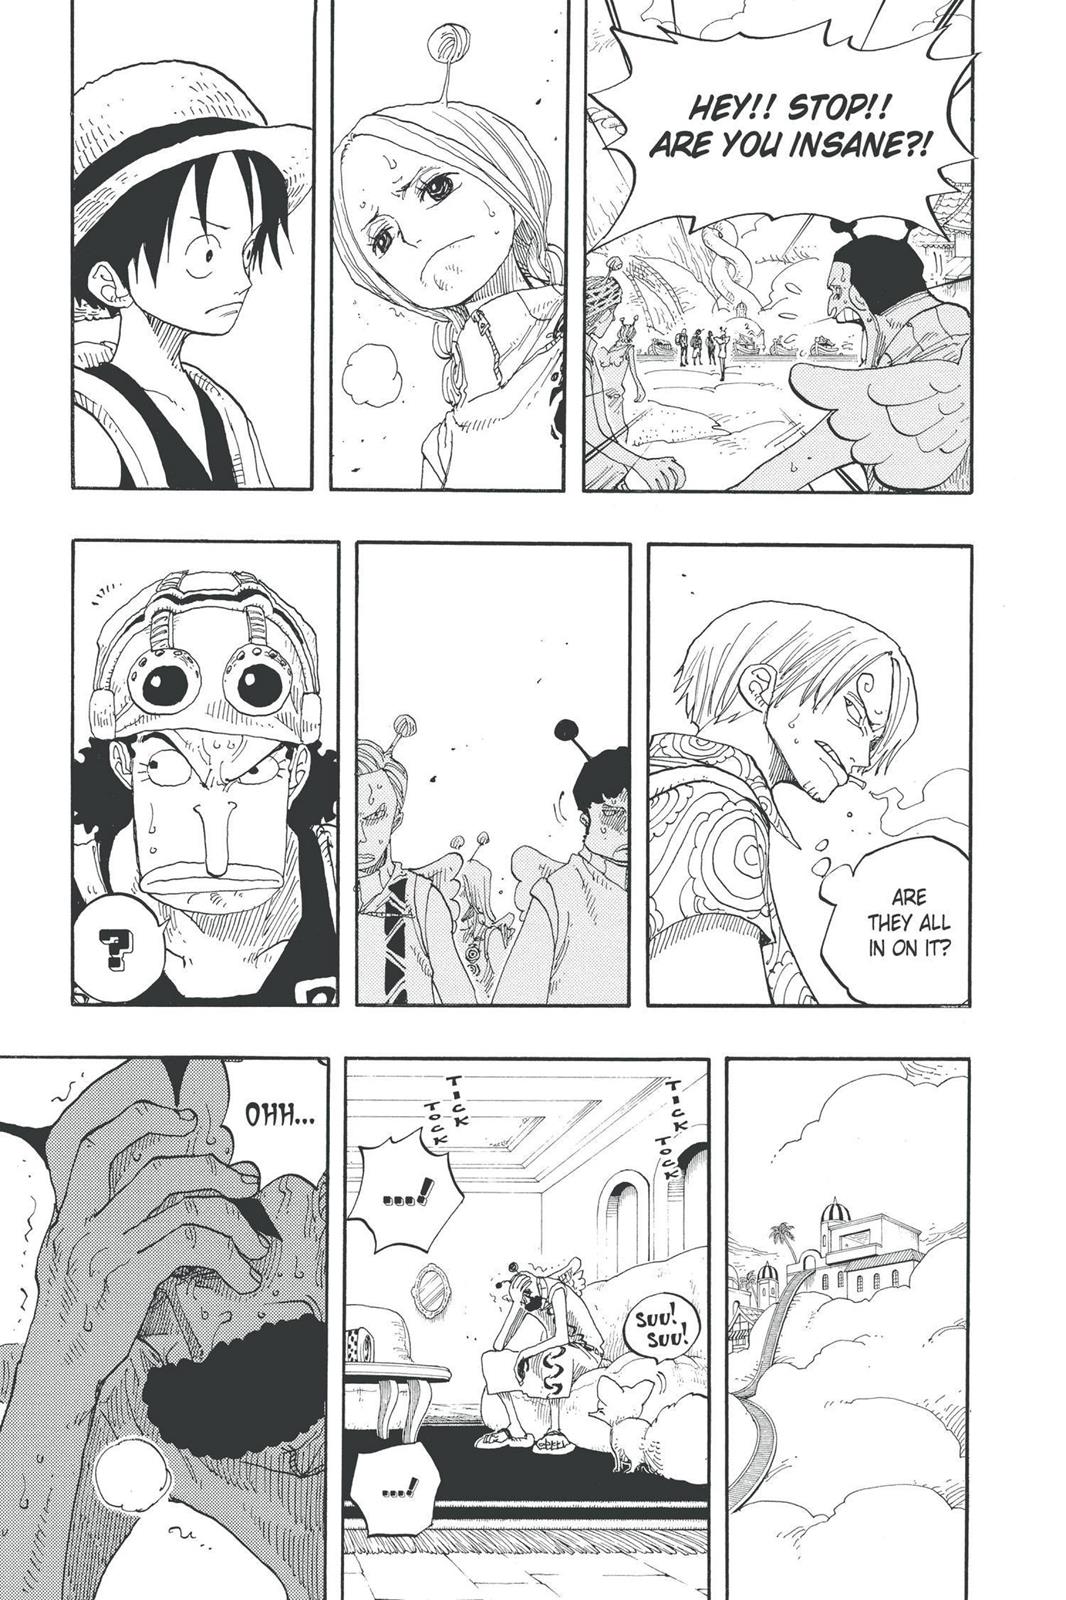 HEY!! STOP!!
ARE YOU INSANE?!
ARE
THEY ALL
IN ON IT?
?
TICK
TOCK
SUU!
SUU!
TICK
TOCK
......!
....!
OHH...